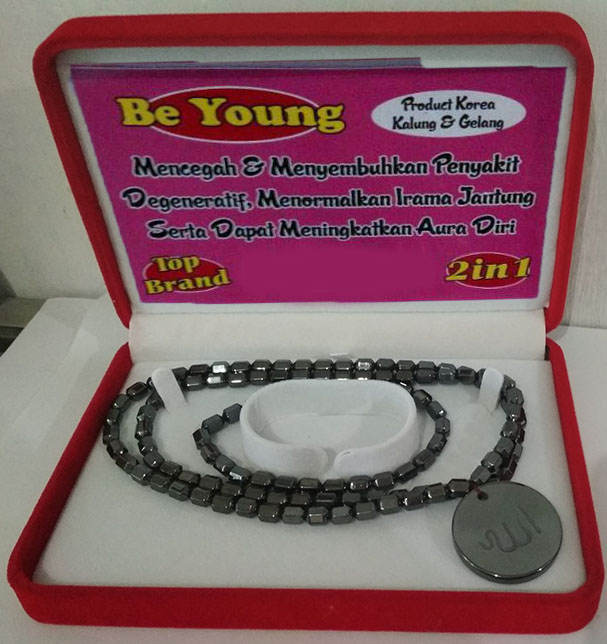 Be Young
Product Korea
Kalung & Gelang
Mencegah & Menyembuhkan Penyakit
Degeneratif, Menormalkan Irama Jantung
Serta Dapat Meningkatkan Aura Diri
Top
Brand
2in1